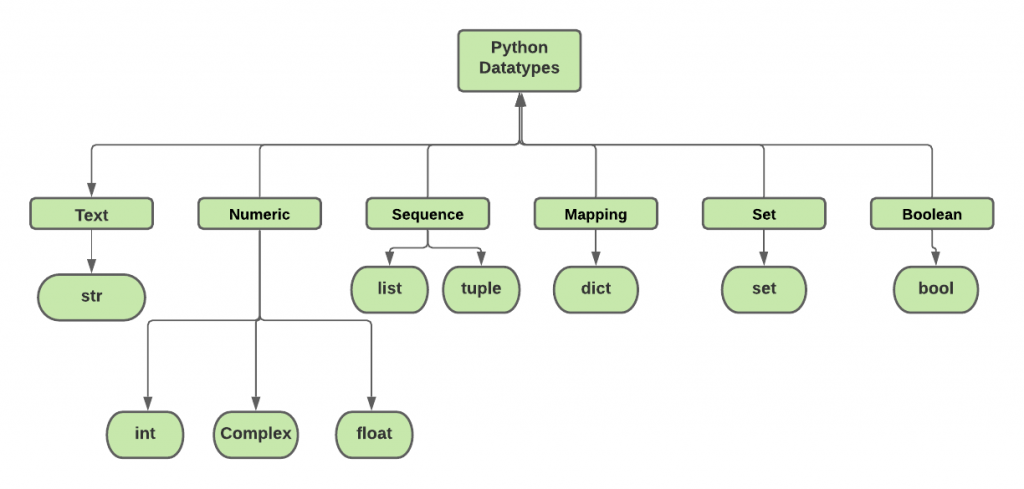 Python
Datatypes
Text
Numeric
Sequence
Mapping
Set
Boolean
str
list
tuple
dict
set
bool
int
Complex
float